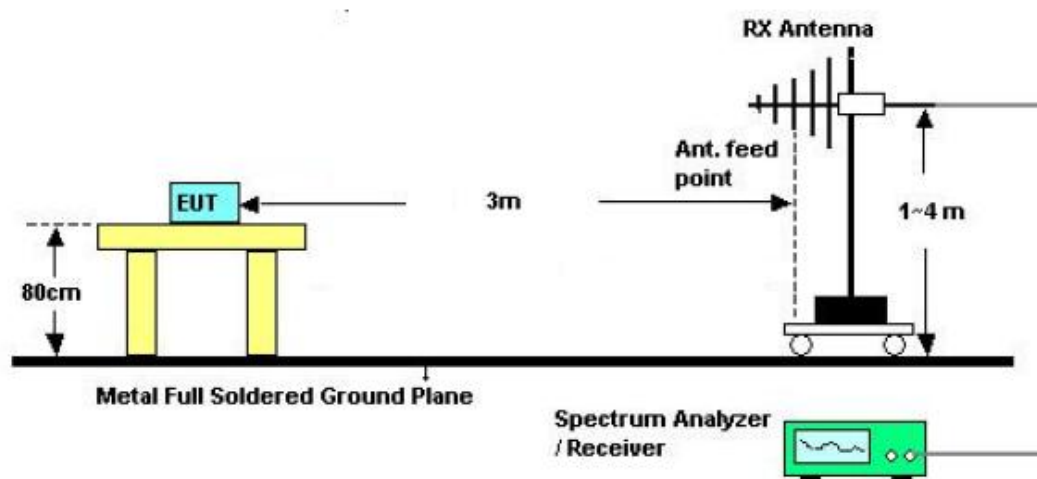 RX Antenna
Ant. feed
point
EUT
3m
1~4 m
80cm
Metal Full Soldered Ground Plane
Spectrum Analyzer
/ Receiver